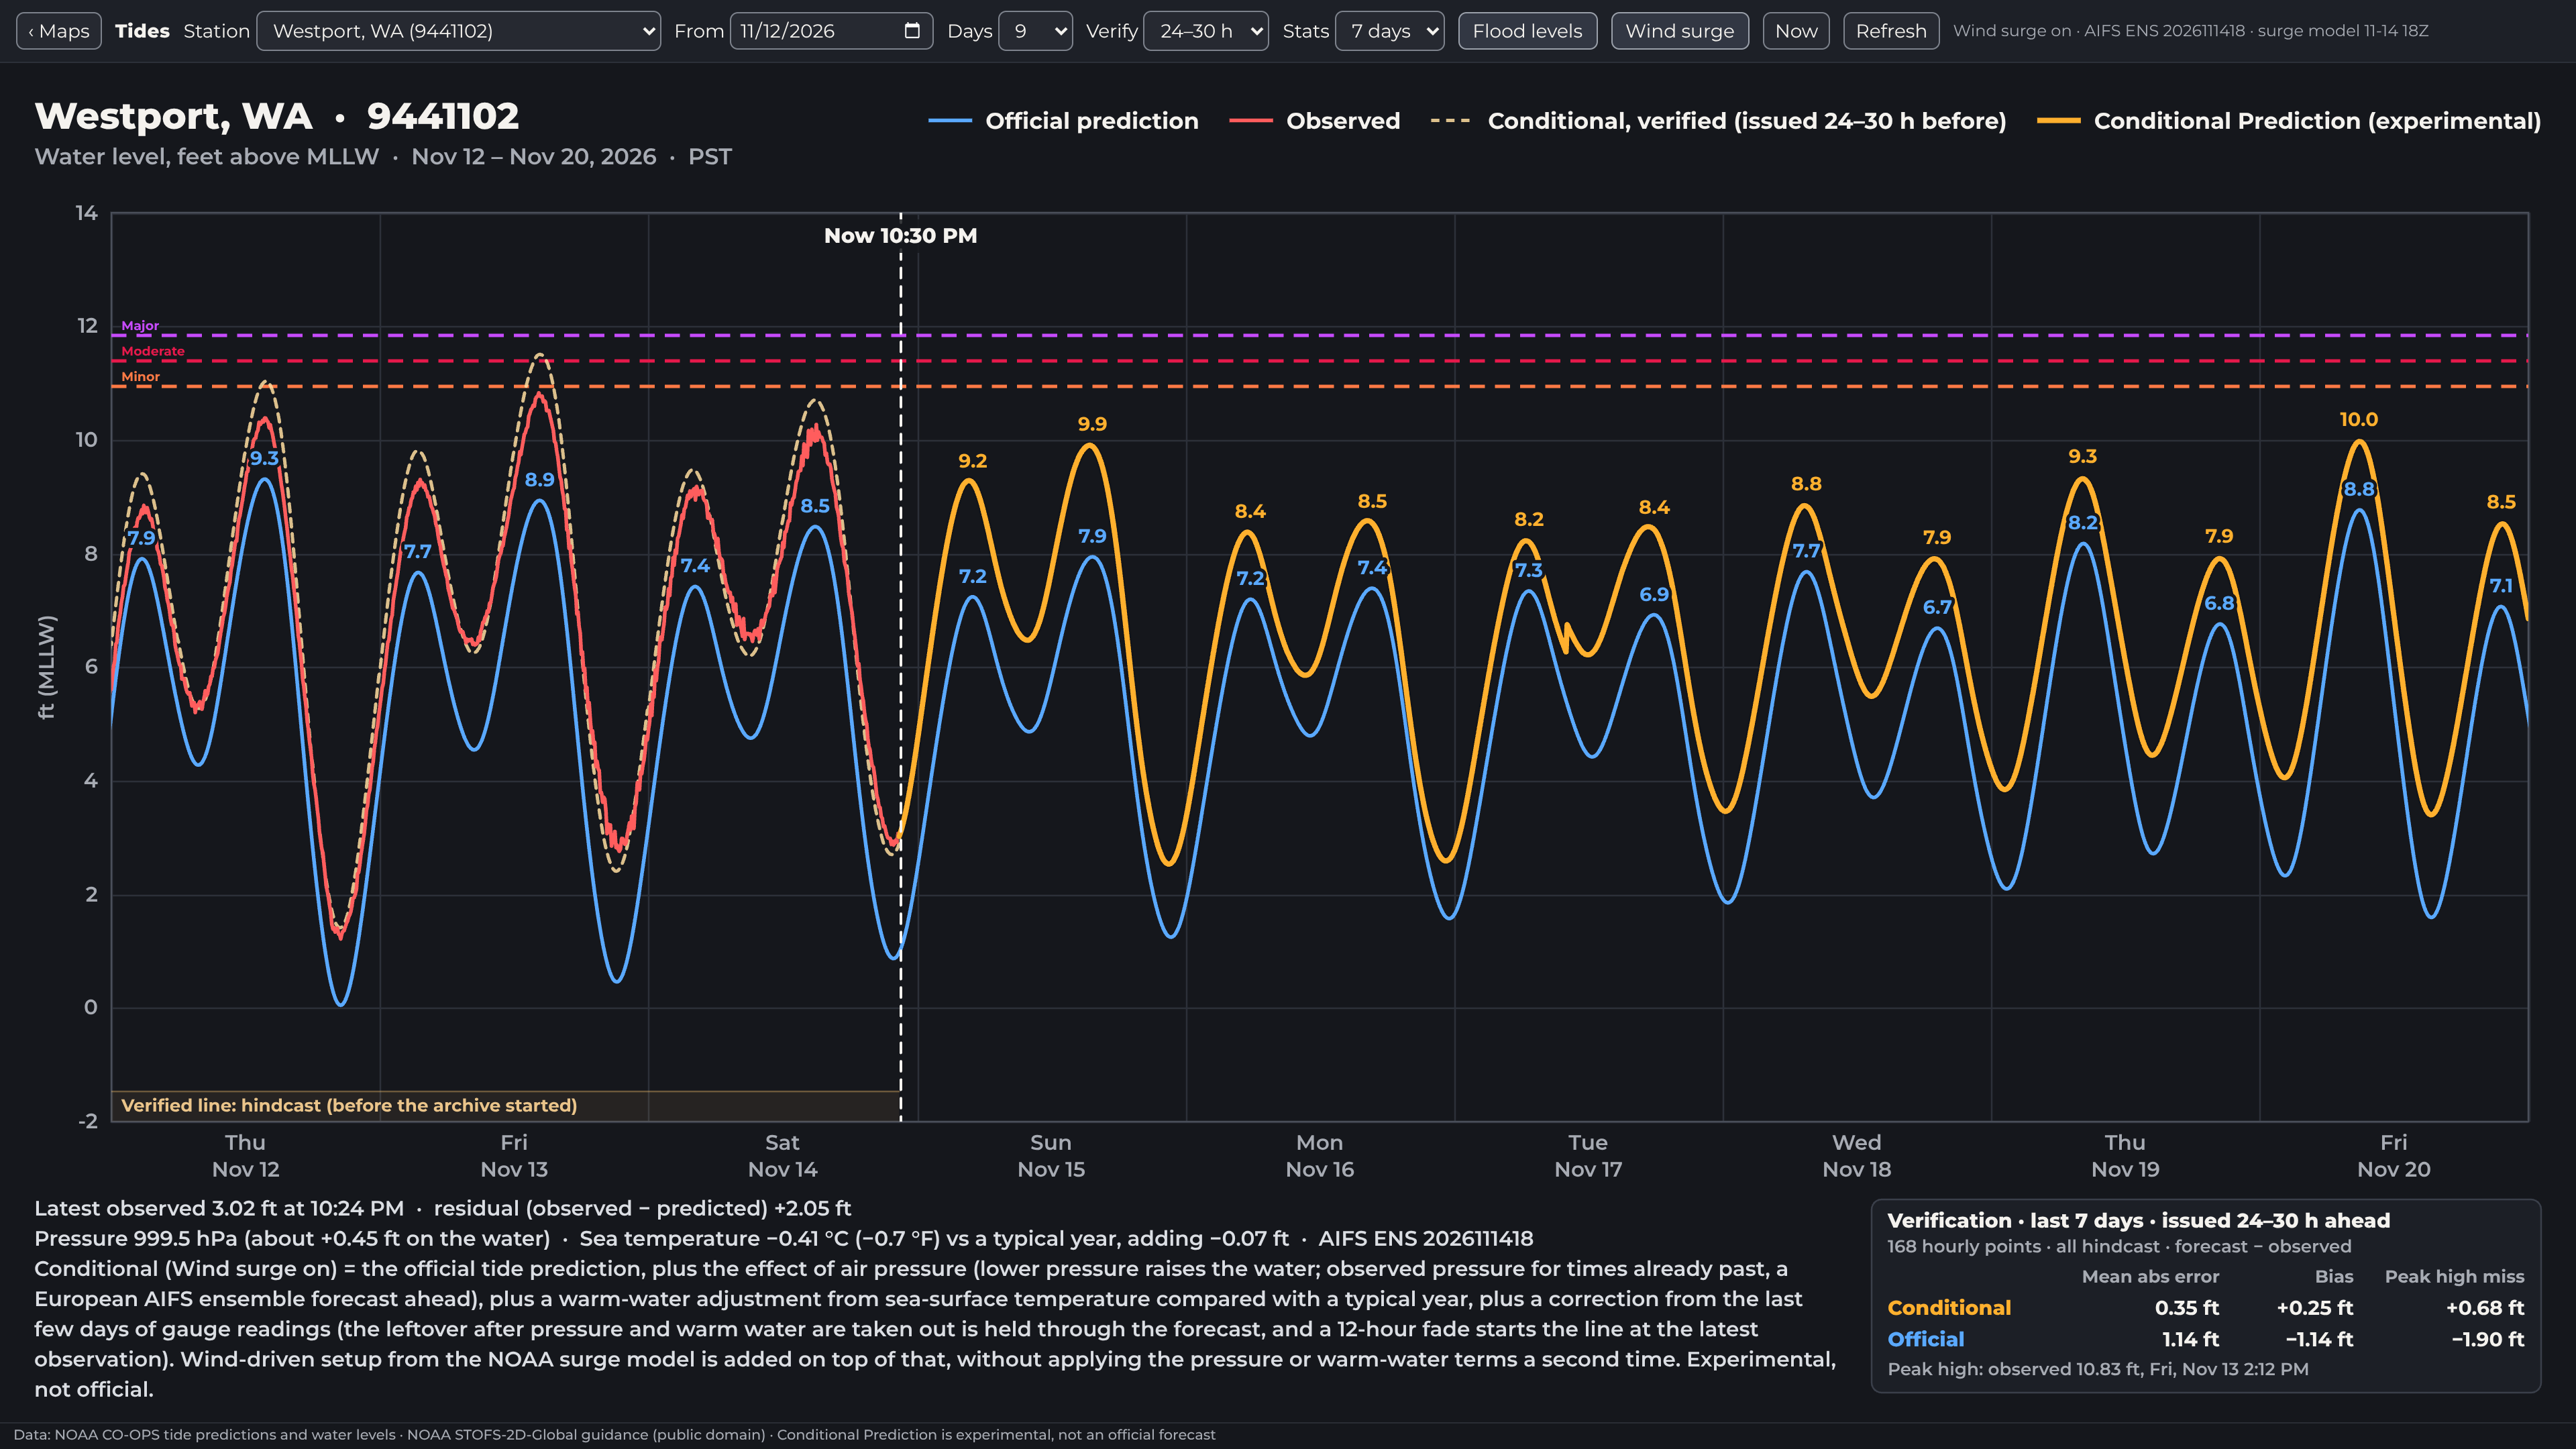 ‹ Maps Tides Station Westport, WA (9441102) From 11/12/2026 Days 9 Verify 24–30 h Stats 7 days Flood levels Wind surge Now Refresh Wind surge on · AIFS ENS 2026111418 · surge model 11-14 18Z
Westport, WA · 9441102
Water level, feet above MLLW · Nov 12 – Nov 20, 2026 · PST
Official prediction Observed Conditional, verified (issued 24–30 h before) Conditional Prediction (experimental)
ft (MLLW)
14
12
10
8
6
4
2
0
-2
Now 10:30 PM
Major
Moderate
Minor
7.9 9.3 7.7 8.9 7.4 8.5 7.2 7.9 7.2 7.4 7.3 6.9 7.7 6.7 8.2 6.8 8.8 7.1
9.2 9.9 8.4 8.5 8.2 8.4 8.8 7.9 9.3 7.9 10.0 8.5
Verified line: hindcast (before the archive started)
Thu Fri Sat Sun Mon Tue Wed Thu Fri
Nov 12 Nov 13 Nov 14 Nov 15 Nov 16 Nov 17 Nov 18 Nov 19 Nov 20
Latest observed 3.02 ft at 10:24 PM · residual (observed − predicted) +2.05 ft
Pressure 999.5 hPa (about +0.45 ft on the water) · Sea temperature −0.41 °C (−0.7 °F) vs a typical year, adding −0.07 ft · AIFS ENS 2026111418
Conditional (Wind surge on) = the official tide prediction, plus the effect of air pressure (lower pressure raises the water; observed pressure for times already past, a
European AIFS ensemble forecast ahead), plus a warm-water adjustment from sea-surface temperature compared with a typical year, plus a correction from the last
few days of gauge readings (the leftover after pressure and warm water are taken out is held through the forecast, and a 12-hour fade starts the line at the latest
observation). Wind-driven setup from the NOAA surge model is added on top of that, without applying the pressure or warm-water terms a second time. Experimental,
not official.
Verification · last 7 days · issued 24–30 h ahead
168 hourly points · all hindcast · forecast − observed
Mean abs error Bias Peak high miss
Conditional 0.35 ft +0.25 ft +0.68 ft
Official 1.14 ft −1.14 ft −1.90 ft
Peak high: observed 10.83 ft, Fri, Nov 13 2:12 PM
Data: NOAA CO-OPS tide predictions and water levels · NOAA STOFS-2D-Global guidance (public domain) · Conditional Prediction is experimental, not an official forecast